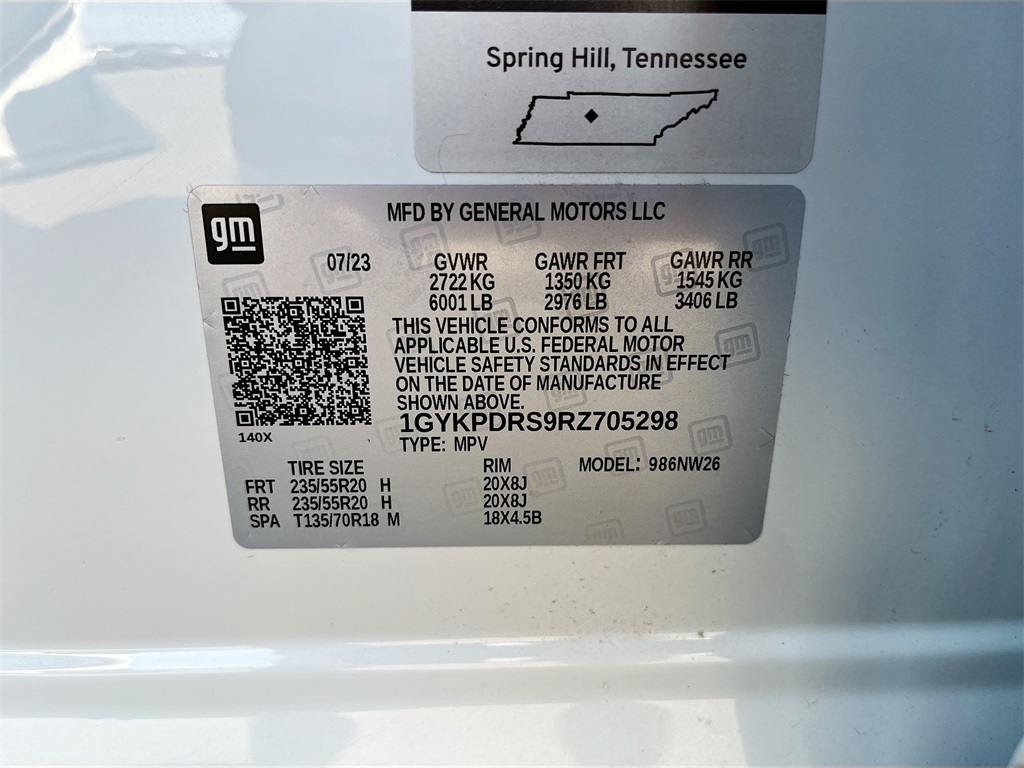 Spring Hill, Tennessee
gm
MFD BY GENERAL MOTORS LLC
07/23 GVWR GAWR FRT GAWR RR
2722 KG 1350 KG 1545 KG
6001 LB 2976 LB 3406 LB
THIS VEHICLE CONFORMS TO ALL
APPLICABLE U.S. FEDERAL MOTOR
VEHICLE SAFETY STANDARDS IN EFFECT
ON THE DATE OF MANUFACTURE
SHOWN ABOVE.
1GYKPDRS9RZ705298
140X
TYPE: MPV
TIRE SIZE RIM MODEL: 986NW26
FRT 235/55R20 H 20X8J
RR 235/55R20 H 20X8J
SPA T135/70R18 M 18X4.5B